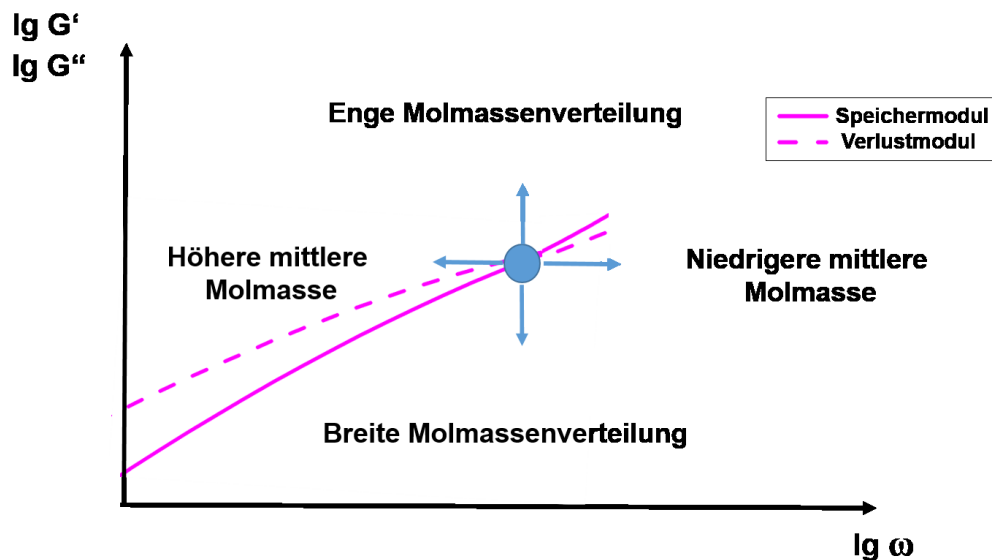 lg G‘
lg G“
Enge Molmassenverteilung
Speichermodul
Verlustmodul
Höhere mittlere
Molmasse
Niedrigere mittlere
Molmasse
Breite Molmassenverteilung
lg ω